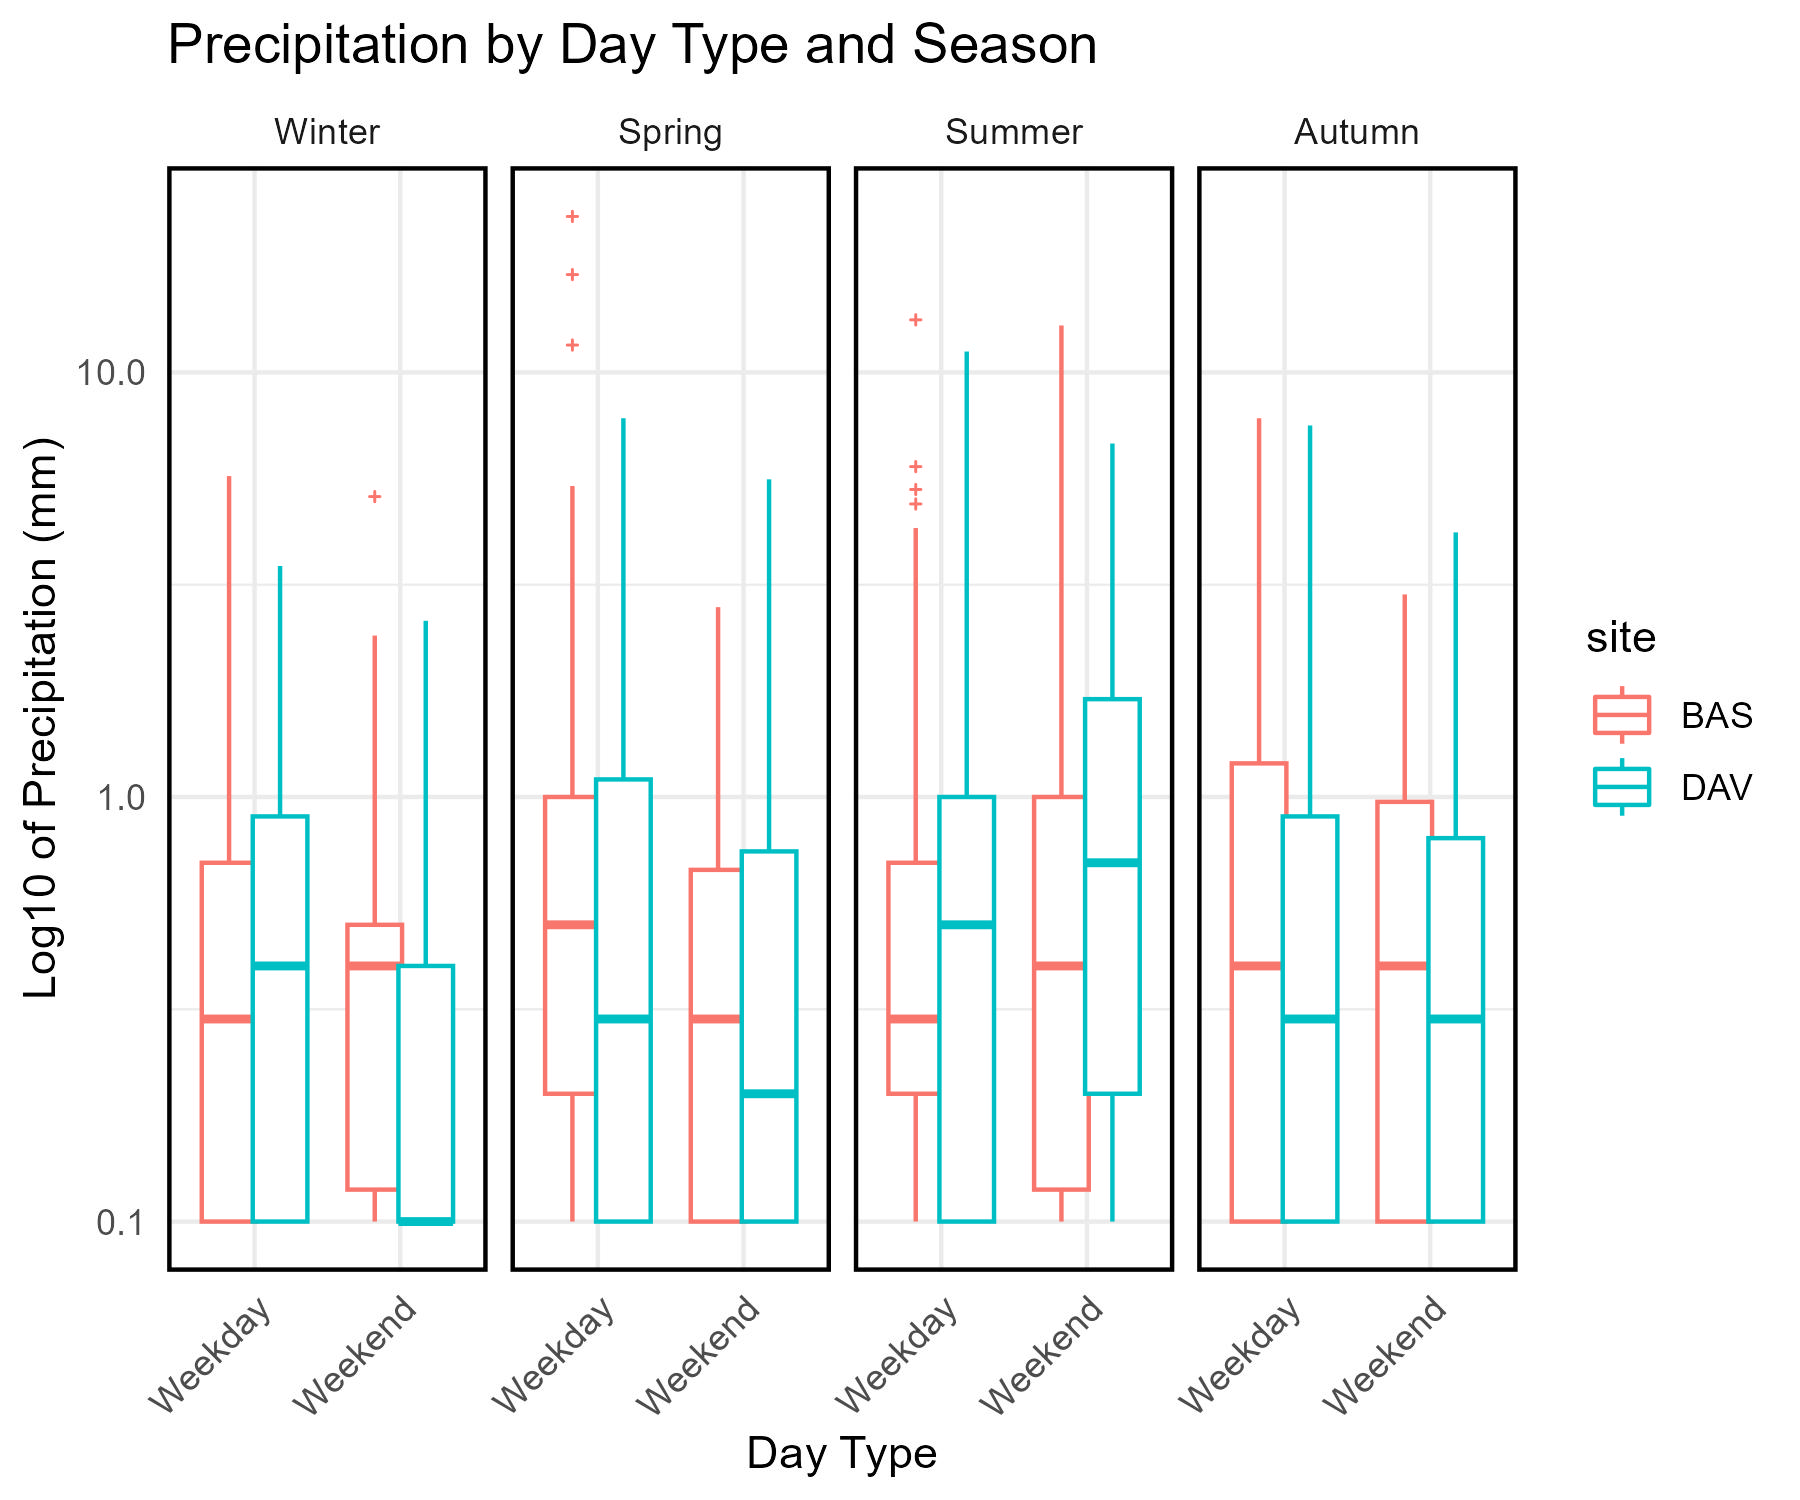 Precipitation by Day Type and Season
Winter Spring Summer Autumn
10.0
1.0
0.1
Log10 of Precipitation (mm)
Weekday Weekend Weekday Weekend Weekday Weekend Weekday Weekend
Day Type
site
BAS
DAV